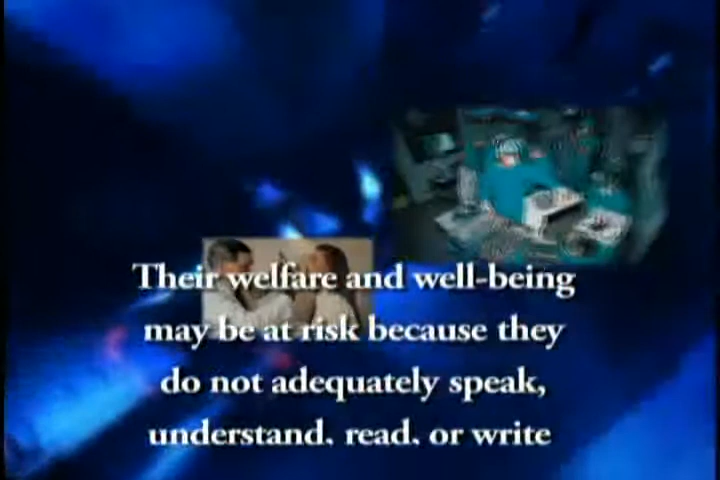 Their welfare and well-being
may be at risk because they
do not adequately speak,
understand, read, or write